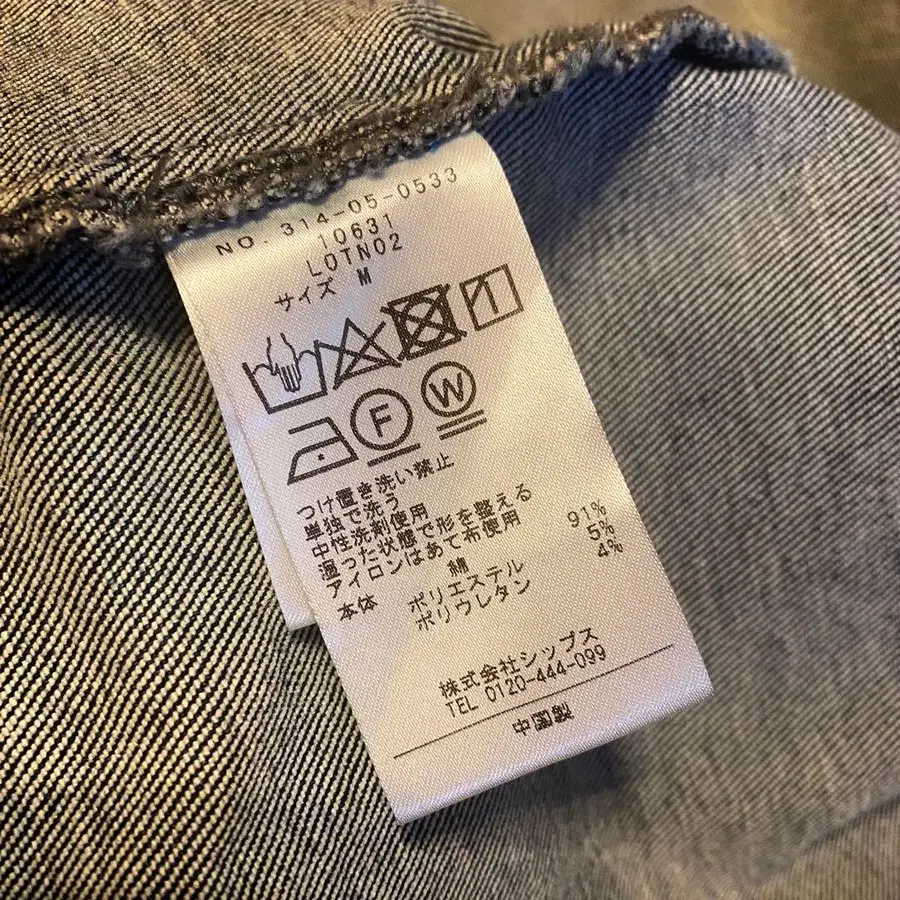 NO. 314-05-0533
10631
LOTN02
サイズ M
F W
つけ置き洗い禁止
単独で洗う
中性洗剤使用
湿った状態で形を整える
アイロンはあて布使用
本体 綿 91%
ポリエステル 5%
ポリウレタン 4%
株式会社シップス
TEL 0120-444-099
中国製